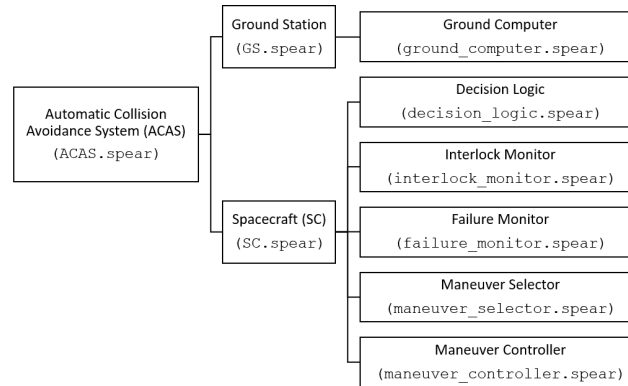 Ground Station
(GS.spear)
Ground Computer
(ground_computer.spear)
Automatic Collision
Avoidance System (ACAS)
(ACAS.spear)
Decision Logic
(decision_logic.spear)
Interlock Monitor
(interlock_monitor.spear)
Spacecraft (SC)
(SC.spear)
Failure Monitor
(failure_monitor.spear)
Maneuver Selector
(maneuver_selector.spear)
Maneuver Controller
(maneuver_controller.spear)